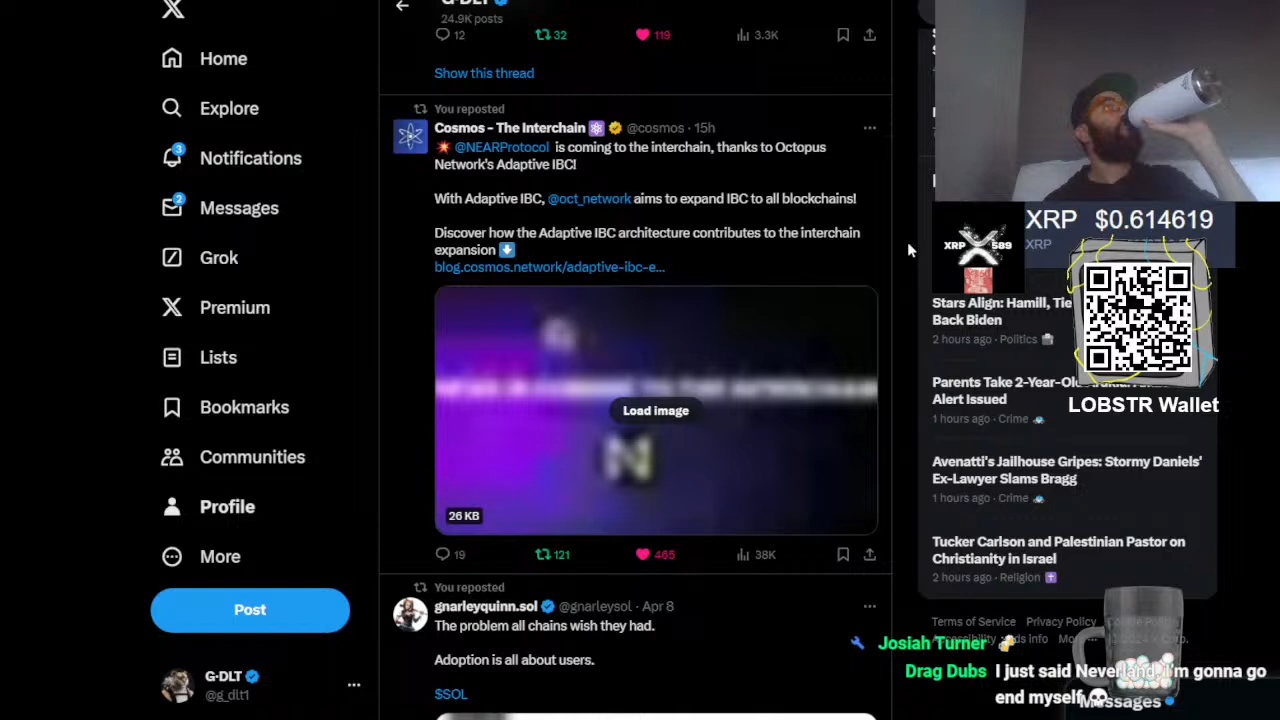 Home
Explore
3
Notifications
2
Messages
Grok
Premium
Lists
Bookmarks
Communities
Profile
More
Post
G-DLT
@g_dlt1
G-DLT
24.9K posts
12 32 119 3.3K
Show this thread
You reposted
Cosmos - The Interchain @cosmos · 15h
@NEARProtocol is coming to the interchain, thanks to Octopus
Network's Adaptive IBC!
With Adaptive IBC, @oct_network aims to expand IBC to all blockchains!
Discover how the Adaptive IBC architecture contributes to the interchain
expansion
blog.cosmos.network/adaptive-ibc-e...
Load image
N
26 KB
19 121 465 38K
You reposted
gnarleyquinn.sol @gnarleysol · Apr 8
The problem all chains wish they had.
Adoption is all about users.
$SOL
XRP $0.614619
XRP
XRP 589
Stars Align: Hamill, Tie
Back Biden
2 hours ago · Politics
LOBSTR Wallet
Parents Take 2-Year-Old
Alert Issued
1 hours ago · Crime
Avenatti's Jailhouse Gripes: Stormy Daniels'
Ex-Lawyer Slams Bragg
1 hours ago · Crime
Tucker Carlson and Palestinian Pastor on
Christianity in Israel
2 hours ago · Religion
Terms of Service Privacy Policy
Josiah Turner
Drag Dubs I just said Neverland, i'm gonna go
end myself
Messages